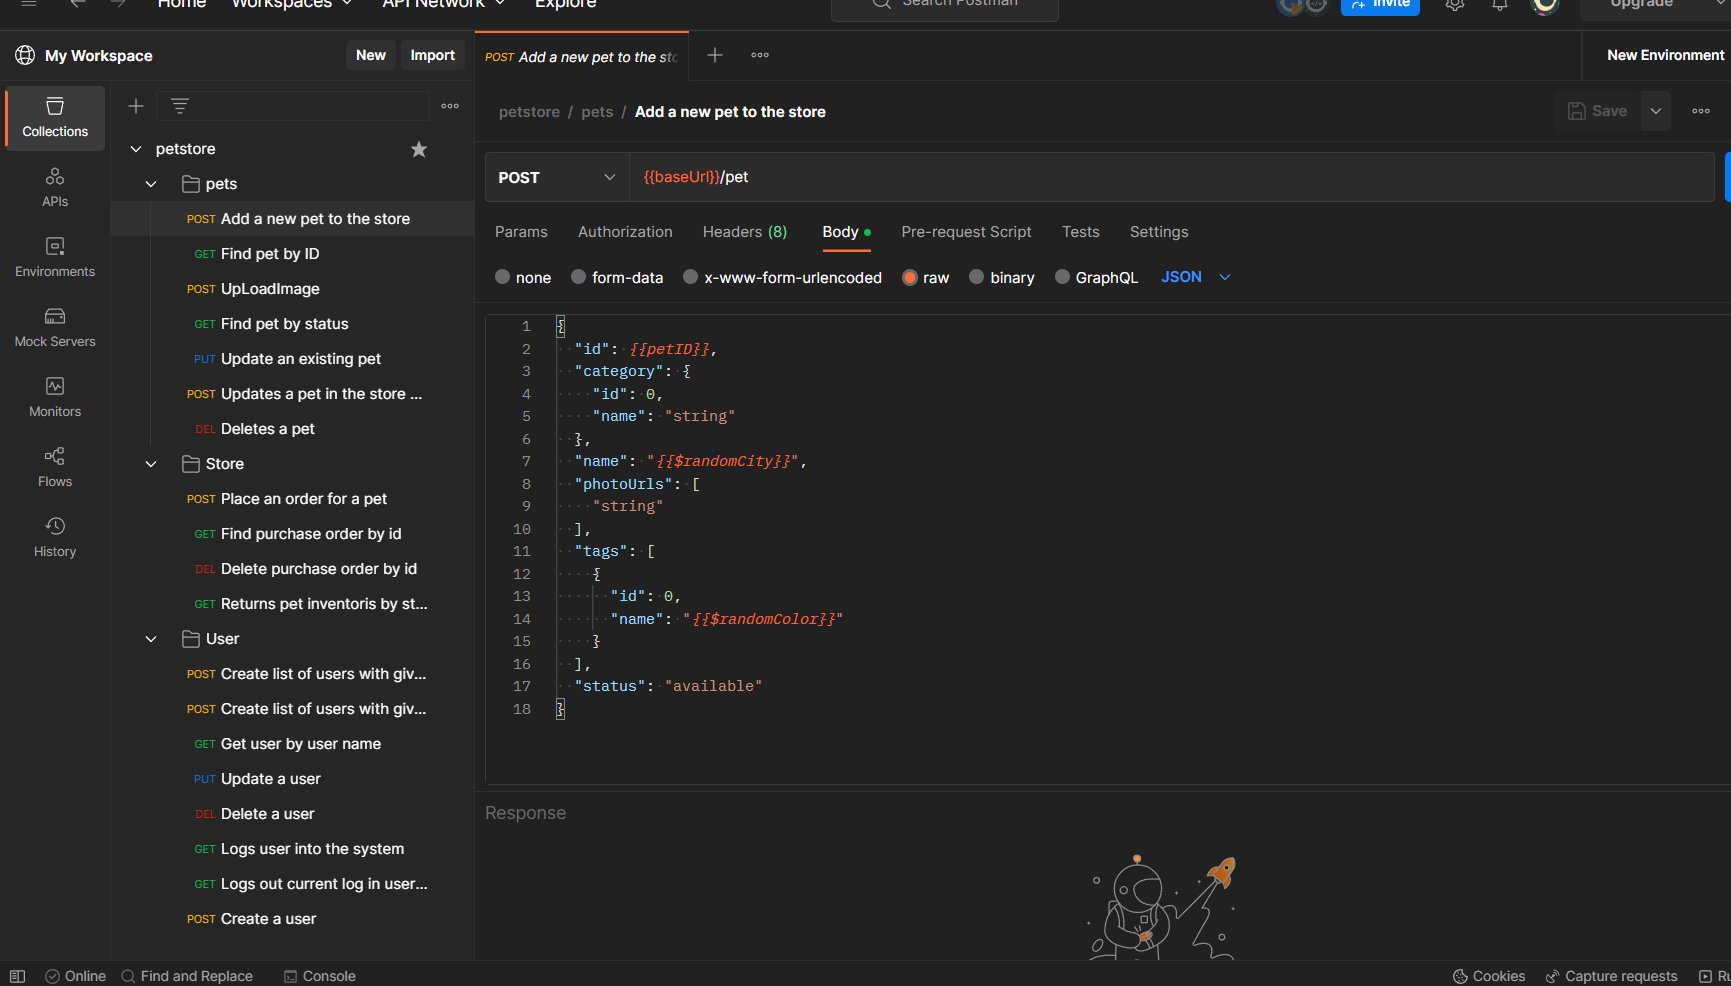 Home Workspaces API Network Explore Search Postman Invite Upgrade
My Workspace New Import POST Add a new pet to the sto New Environment
Collections
APIs
Environments
Mock Servers
Monitors
Flows
History
petstore
pets
POST Add a new pet to the store
GET Find pet by ID
POST UpLoadImage
GET Find pet by status
PUT Update an existing pet
POST Updates a pet in the store ...
DEL Deletes a pet
Store
POST Place an order for a pet
GET Find purchase order by id
DEL Delete purchase order by id
GET Returns pet inventoris by st...
User
POST Create list of users with giv...
POST Create list of users with giv...
GET Get user by user name
PUT Update a user
DEL Delete a user
GET Logs user into the system
GET Logs out current log in user...
POST Create a user
petstore / pets / Add a new pet to the store Save
POST {{baseUrl}}/pet
Params Authorization Headers (8) Body Pre-request Script Tests Settings
none form-data x-www-form-urlencoded raw binary GraphQL JSON
1 {
2 "id": {{petID}},
3 "category": {
4 "id": 0,
5 "name": "string"
6 },
7 "name": "{{$randomCity}}",
8 "photoUrls": [
9 "string"
10 ],
11 "tags": [
12 {
13 "id": 0,
14 "name": "{{$randomColor}}"
15 }
16 ],
17 "status": "available"
18 }
Response
Online Find and Replace Console Cookies Capture requests Ru